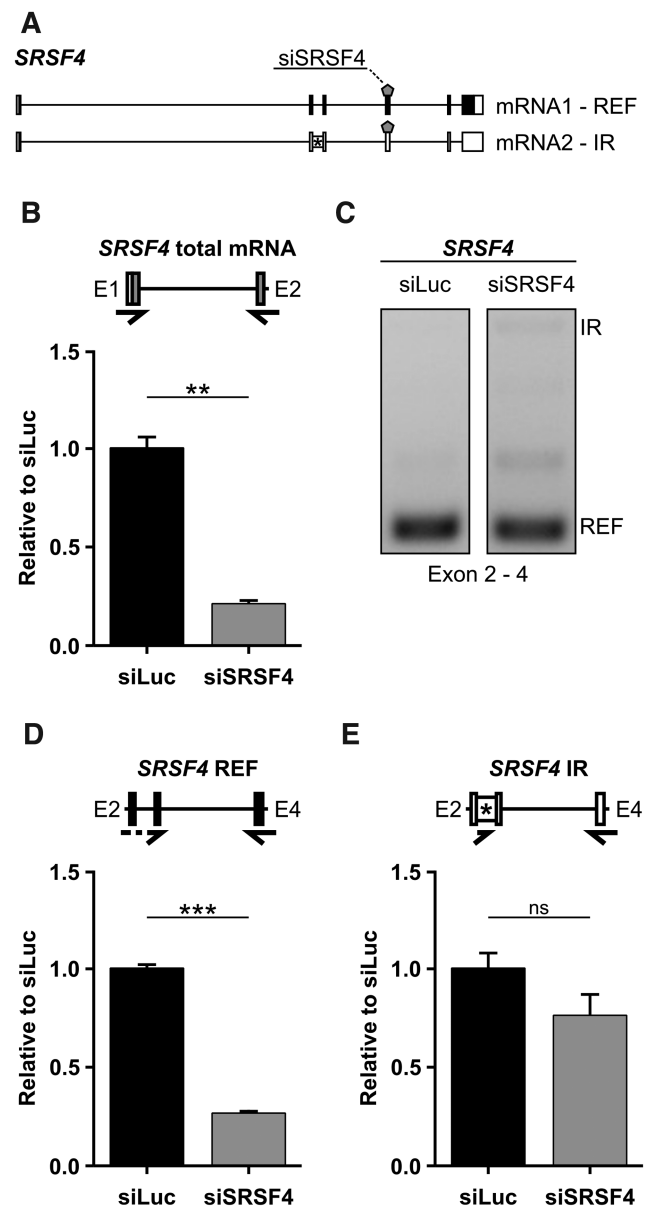 A
SRSF4
siSRSF4
mRNA1 - REF
*
mRNA2 - IR
B
SRSF4 total mRNA
E1
E2
1.5
1.0
0.5
0.0
Relative to siLuc
**
siLuc
siSRSF4
C
SRSF4
siLuc
siSRSF4
IR
REF
Exon 2 - 4
D
SRSF4 REF
E2
E4
1.5
1.0
0.5
0.0
Relative to siLuc
***
siLuc
siSRSF4
E
SRSF4 IR
E2
*
E4
1.5
1.0
0.5
0.0
Relative to siLuc
ns
siLuc
siSRSF4